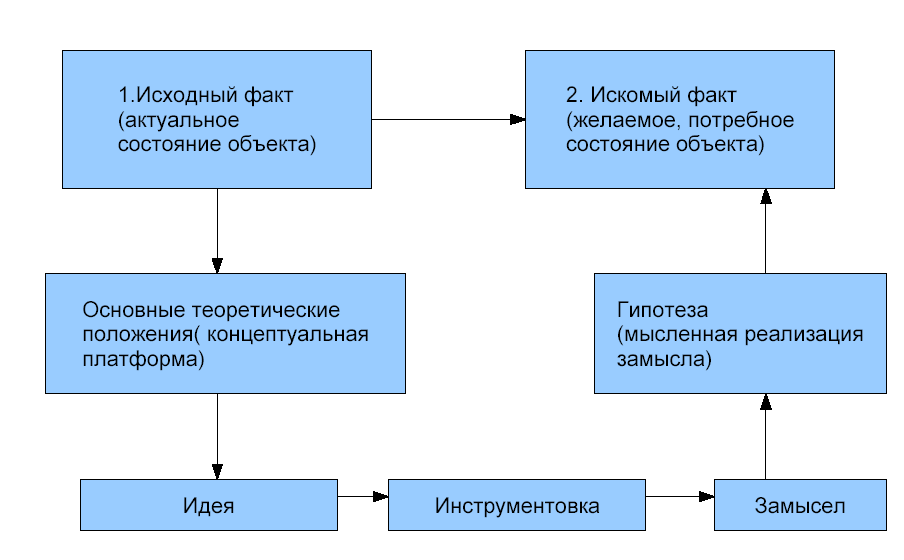 1.Исходный факт
(актуальное
состояние объекта)
2. Искомый факт
(желаемое, потребное
состояние объекта)
Основные теоретические
положения( концептуальная
платформа)
Гипотеза
(мысленная реализация
замысла)
Идея
Инструментовка
Замысел